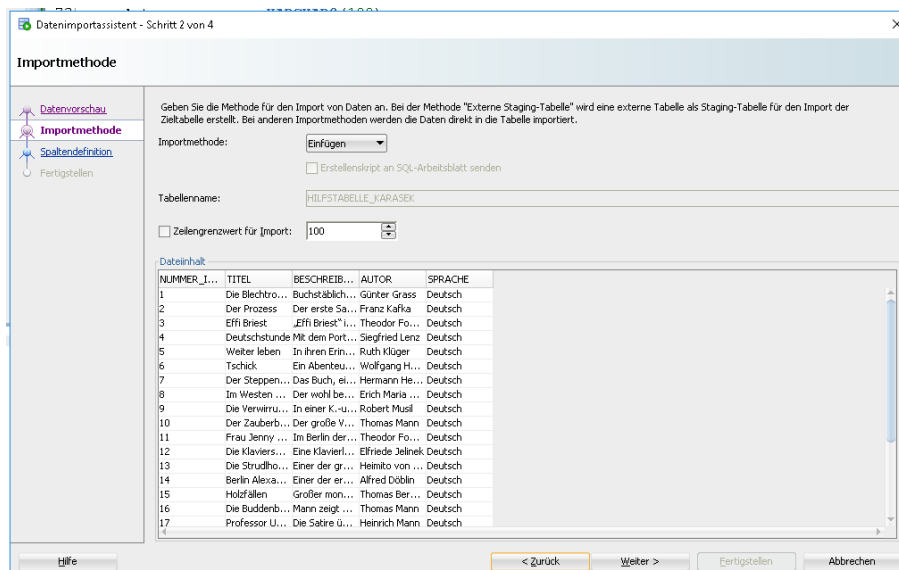 Datenimportassistent - Schritt 2 von 4
Importmethode
Datenvorschau
Importmethode
Spaltendefinition
Fertigstellen
Geben Sie die Methode für den Import von Daten an. Bei der Methode "Externe Staging-Tabelle" wird eine externe Tabelle als Staging-Tabelle für den Import der
Zieltabelle erstellt. Bei anderen Importmethoden werden die Daten direkt in die Tabelle importiert.
Importmethode: Einfügen
Erstellenskript an SQL-Arbeitsblatt senden
Tabellenname: HILFSTABELLE_KARASEK
Zeilengrenzwert für Import: 100
Dateiinhalt
NUMMER_I... TITEL BESCHREIB... AUTOR SPRACHE
1 Die Blechtro... Buchstäblich... Günter Grass Deutsch
2 Der Prozess Der erste Sa... Franz Kafka Deutsch
3 Effi Briest „Effi Briest“ i... Theodor Fo... Deutsch
4 Deutschstunde Mit dem Port... Siegfried Lenz Deutsch
5 Weiter leben In ihren Erin... Ruth Klüger Deutsch
6 Tschick Ein Abenteu... Wolfgang H... Deutsch
7 Der Steppen... Das Buch, ei... Hermann He... Deutsch
8 Im Westen ... Der wohl be... Erich Maria ... Deutsch
9 Die Verwirru... In einer K.-u... Robert Musil Deutsch
10 Der Zauberb... Der große V... Thomas Mann Deutsch
11 Frau Jenny ... Im Berlin der... Theodor Fo... Deutsch
12 Die Klaviers... Eine Klavierl... Elfriede Jelinek Deutsch
13 Die Strudlho... Einer der gr... Heimito von ... Deutsch
14 Berlin Alexa... Einer der er... Alfred Döblin Deutsch
15 Holzfällen Großer mon... Thomas Ber... Deutsch
16 Die Buddenb... Mann zeigt ... Thomas Mann Deutsch
17 Professor U... Die Satire ü... Heinrich Mann Deutsch
Hilfe < Zurück Weiter > Fertigstellen Abbrechen